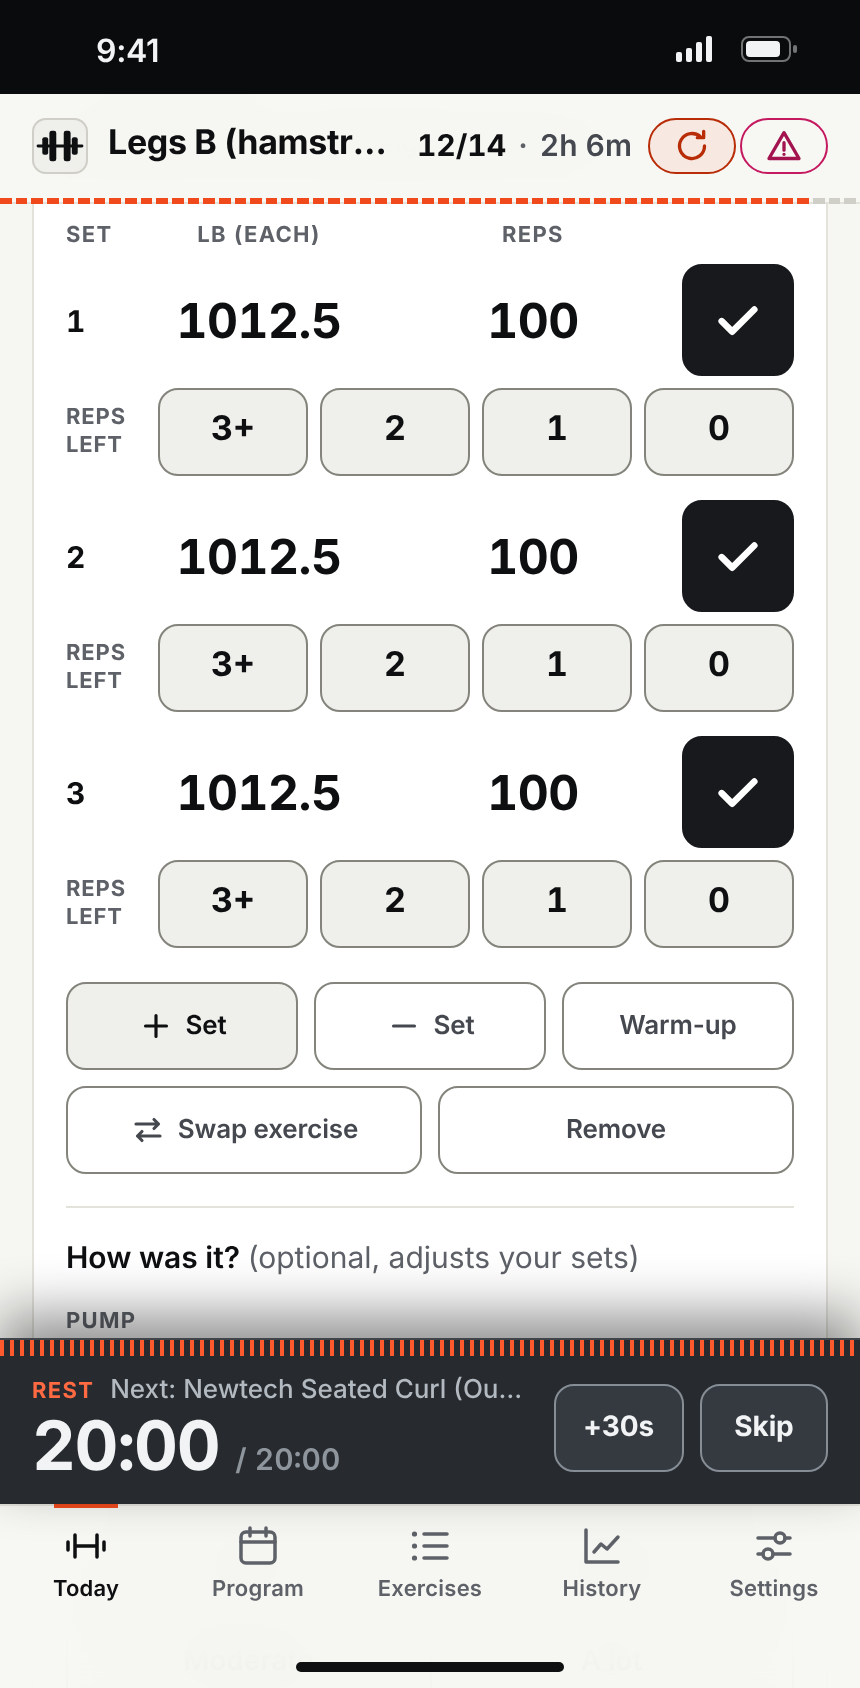 9:41
Legs B (hamstr... 12/14 · 2h 6m
SET LB (EACH) REPS
1 1012.5 100
REPS LEFT 3+ 2 1 0
2 1012.5 100
REPS LEFT 3+ 2 1 0
3 1012.5 100
REPS LEFT 3+ 2 1 0
+ Set − Set Warm-up
Swap exercise Remove
How was it? (optional, adjusts your sets)
PUMP
REST Next: Newtech Seated Curl (Ou...
20:00 / 20:00 +30s Skip
Today Program Exercises History Settings